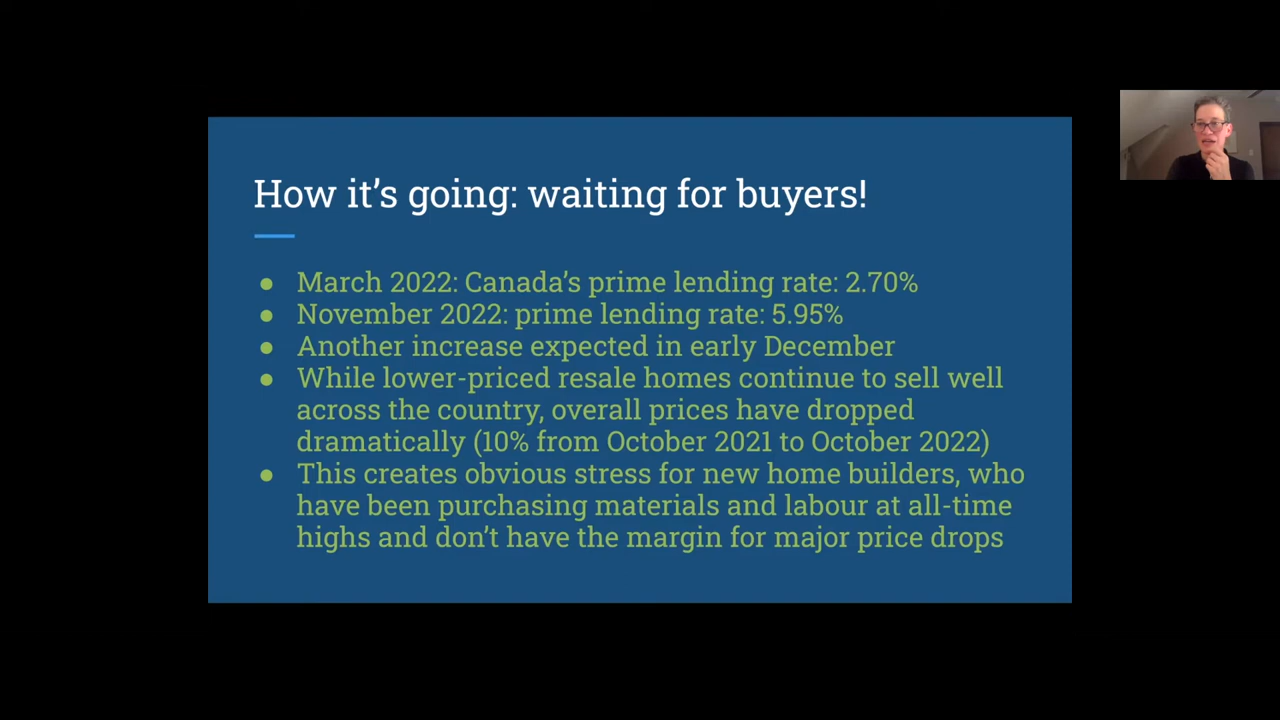 How it's going: waiting for buyers!
● March 2022: Canada's prime lending rate: 2.70%
● November 2022: prime lending rate: 5.95%
● Another increase expected in early December
● While lower-priced resale homes continue to sell well
across the country, overall prices have dropped
dramatically (10% from October 2021 to October 2022)
● This creates obvious stress for new home builders, who
have been purchasing materials and labour at all-time
highs and don't have the margin for major price drops